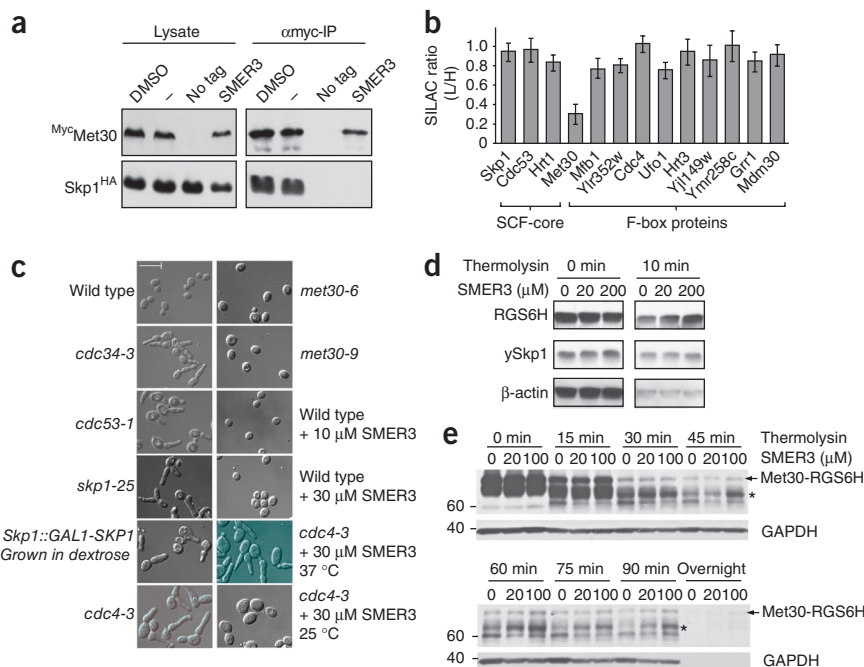 a
Lysate
αmyc-IP
DMSO
–
No tag
SMER3
DMSO
–
No tag
SMER3
MycMet30
Skp1HA
b
SILAC ratio
(L/H)
1.0
0.8
0.6
0.4
0.2
0
Skp1
Cdc53
Hrt1
Met30
Mfb1
Ylr352w
Cdc4
Ufo1
Hrt3
Yjl149w
Ymr258c
Grr1
Mdm30
SCF-core
F-box proteins
c
Wild type
met30-6
cdc34-3
met30-9
cdc53-1
Wild type
+ 10 μM SMER3
skp1-25
Wild type
+ 30 μM SMER3
Skp1::GAL1-SKP1
Grown in dextrose
cdc4-3
+ 30 μM SMER3
37 °C
cdc4-3
cdc4-3
+ 30 μM SMER3
25 °C
d
Thermolysin 0 min 10 min
SMER3 (μM) 0 20 200 0 20 200
RGS6H
ySkp1
β-actin
e
0 min 15 min 30 min 45 min Thermolysin
0 20 100 0 20 100 0 20 100 0 20 100 SMER3 (μM)
Met30-RGS6H
*
60
40
GAPDH
60 min 75 min 90 min Overnight
0 20 100 0 20 100 0 20 100 0 20 100
Met30-RGS6H
*
60
40
GAPDH